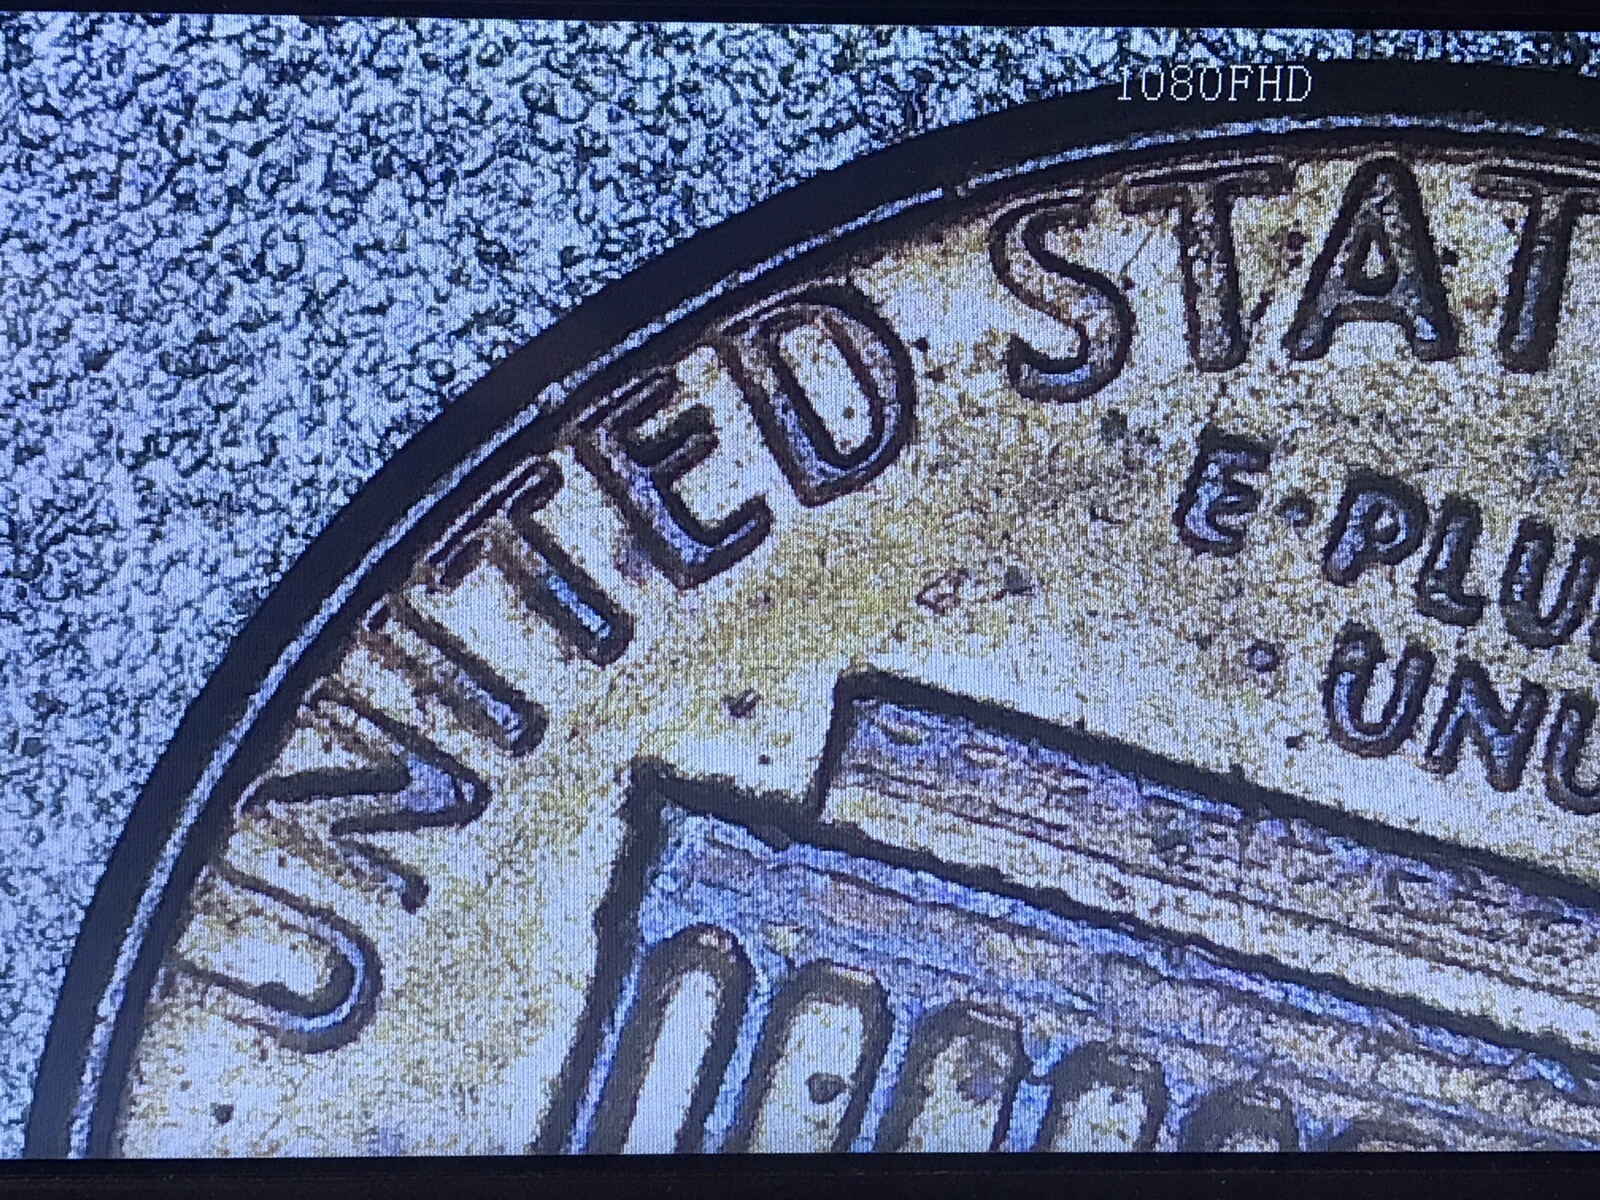 1080FHD
UNITED STAT
E·PLU
UNU